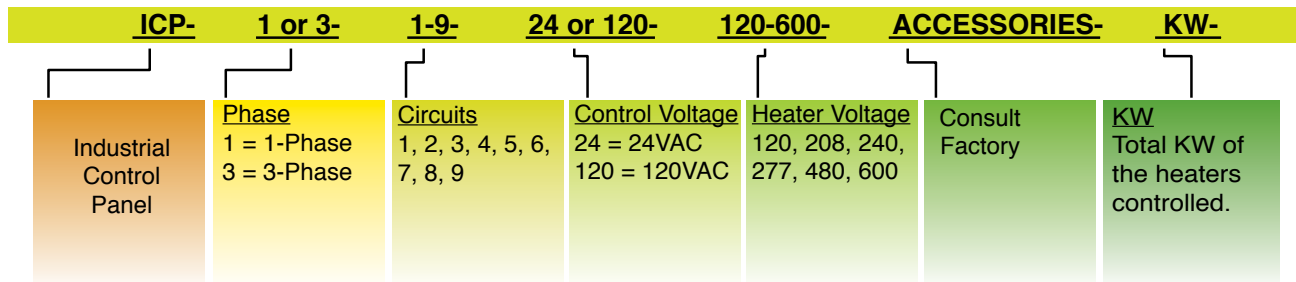 ICP- 1 or 3- 1-9- 24 or 120- 120-600- ACCESSORIES- KW-
Industrial
Control
Panel
Phase
1 = 1-Phase
3 = 3-Phase
Circuits
1, 2, 3, 4, 5, 6,
7, 8, 9
Control Voltage
24 = 24VAC
120 = 120VAC
Heater Voltage
120, 208, 240,
277, 480, 600
Consult
Factory
KW
Total KW of
the heaters
controlled.